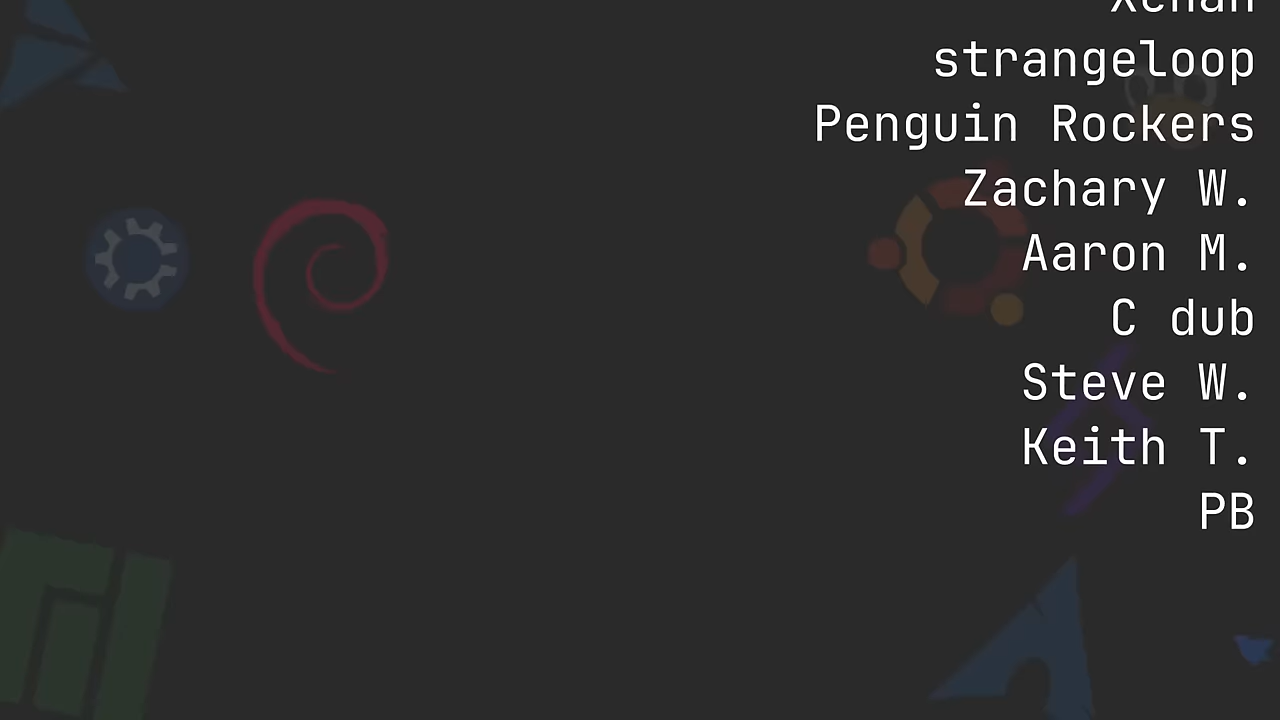 strangeloop
Penguin Rockers
Zachary W.
Aaron M.
C dub
Steve W.
Keith T.
PB